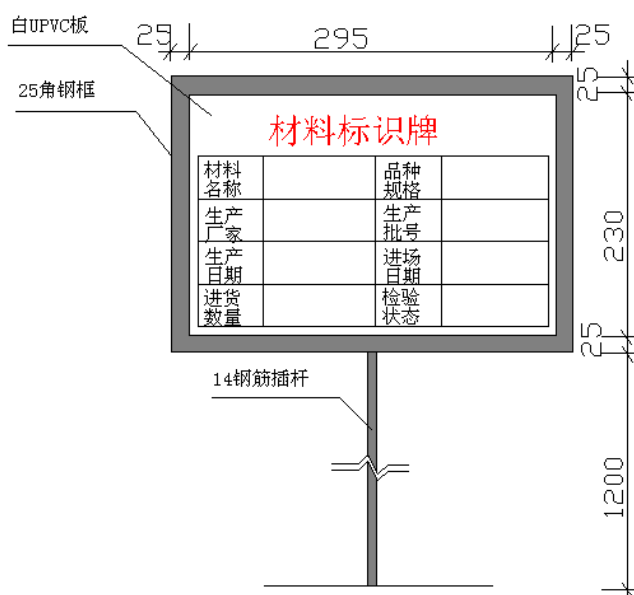 白UPVC板
25 295 25
25角钢框
25
材料标识牌
材料名称 品种规格
生产厂家 生产批号
230
生产日期 进场日期
进货数量 检验状态
25
14钢筋插杆
1200